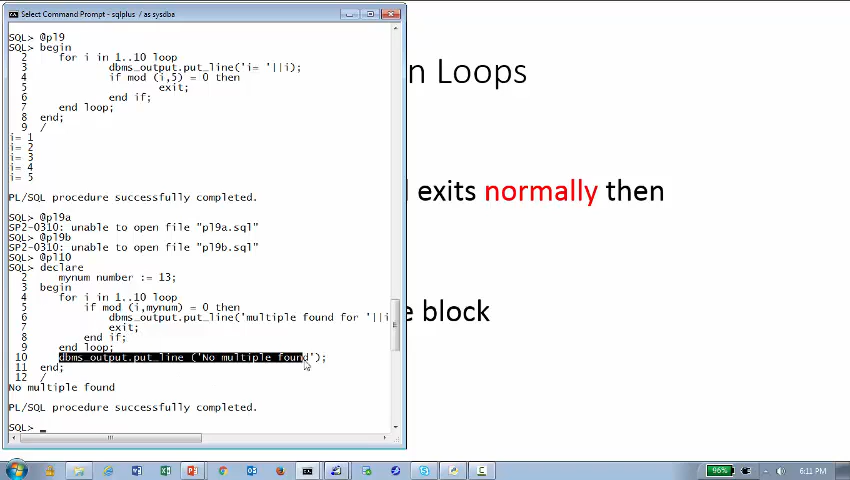 Select Command Prompt - sqlplus / as sysdba
SQL> @pl9
SQL> begin
2 for i in 1..10 loop
3 dbms_output.put_line('i= '||i);
4 if mod (i,5) = 0 then
5 exit;
6 end if;
7 end loop;
8 end;
9 /
i= 1
i= 2
i= 3
i= 4
i= 5
PL/SQL procedure successfully completed.
SQL> @pl9a
SP2-0310: unable to open file "pl9a.sql"
SQL> @pl9b
SP2-0310: unable to open file "pl9b.sql"
SQL> @pl10
SQL> declare
2 mynum number := 13;
3 begin
4 for i in 1..10 loop
5 if mod (i,mynum) = 0 then
6 dbms_output.put_line('multiple found for '||i
7 exit;
8 end if;
9 end loop;
10 dbms_output.put_line ('No multiple found');
11 end;
12 /
No multiple found
PL/SQL procedure successfully completed.
SQL> _
n Loops
exits normally then
e block
96%
6:11 PM